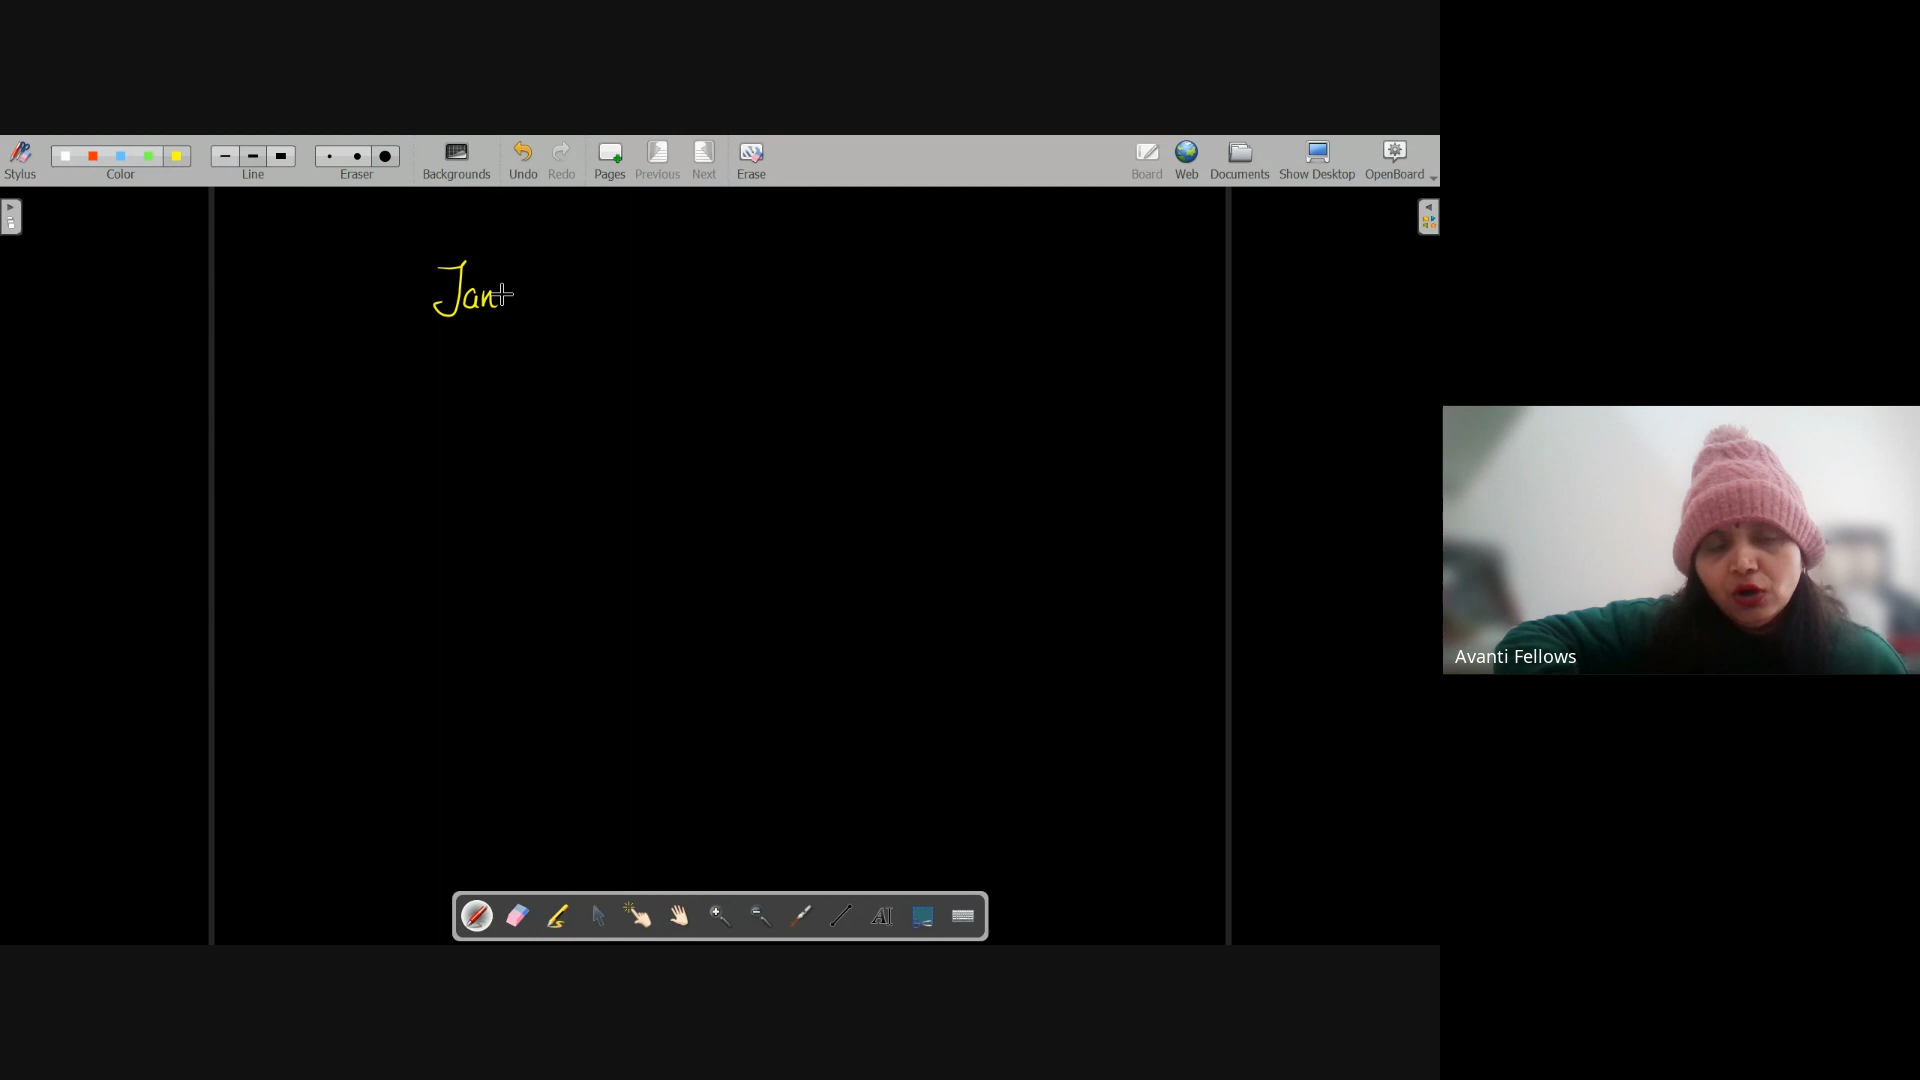 Stylus
Color
Line
Eraser
Backgrounds
Undo
Redo
Pages
Previous
Next
Erase
Board
Web
Documents
Show Desktop
OpenBoard
Jan
Avanti Fellows